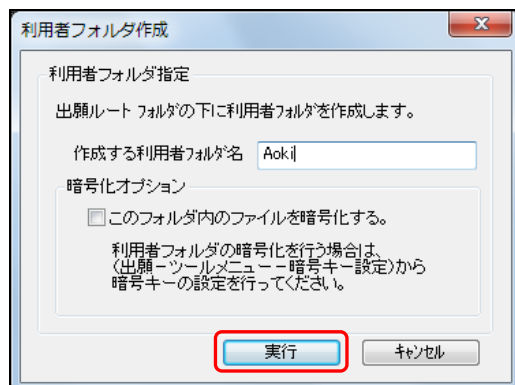 利用者フォルダ作成
利用者フォルダ指定
出願ルート フォルダの下に利用者フォルダを作成します。
作成する利用者フォルダ名 Aoki
暗号化オプション
このフォルダ内のファイルを暗号化する。
利用者フォルダの暗号化を行う場合は、
(出願－ツールメニュー－暗号キー設定)から
暗号キーの設定を行ってください。
実行 キャンセル